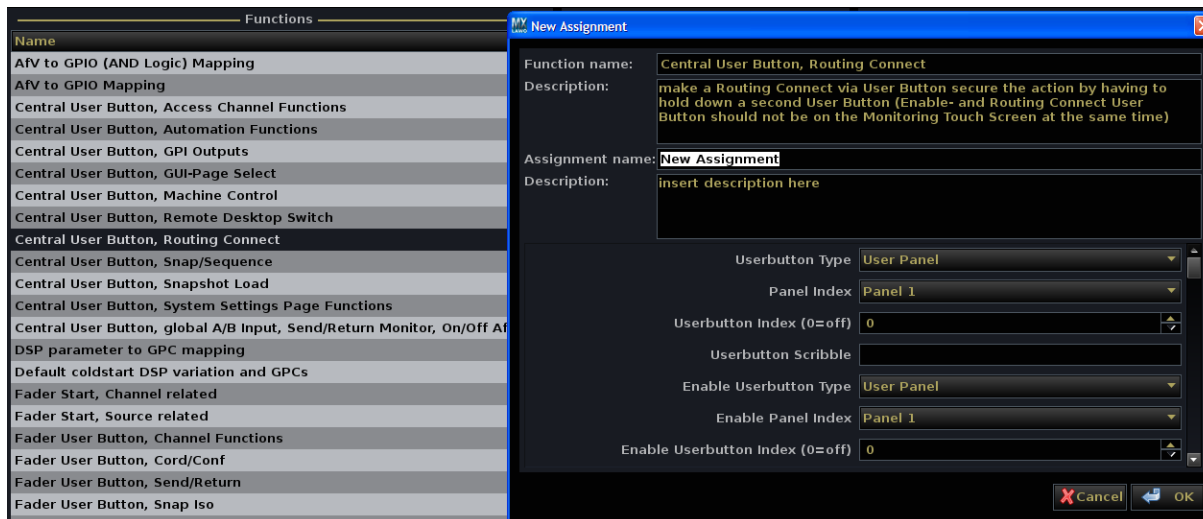 Functions
Name
AfV to GPIO (AND Logic) Mapping
AfV to GPIO Mapping
Central User Button, Access Channel Functions
Central User Button, Automation Functions
Central User Button, GPI Outputs
Central User Button, GUI-Page Select
Central User Button, Machine Control
Central User Button, Remote Desktop Switch
Central User Button, Routing Connect
Central User Button, Snap/Sequence
Central User Button, Snapshot Load
Central User Button, System Settings Page Functions
Central User Button, global A/B Input, Send/Return Monitor, On/Off Af
DSP parameter to GPC mapping
Default coldstart DSP variation and GPCs
Fader Start, Channel related
Fader Start, Source related
Fader User Button, Channel Functions
Fader User Button, Cord/Conf
Fader User Button, Send/Return
Fader User Button, Snap Iso
MX LAWO New Assignment
Function name: Central User Button, Routing Connect
Description: make a Routing Connect via User Button secure the action by having to
hold down a second User Button (Enable- and Routing Connect User
Button should not be on the Monitoring Touch Screen at the same time)
Assignment name: New Assignment
Description: insert description here
Userbutton Type User Panel
Panel Index Panel 1
Userbutton Index (0=off) 0
Userbutton Scribble
Enable Userbutton Type User Panel
Enable Panel Index Panel 1
Enable Userbutton Index (0=off) 0
Cancel OK